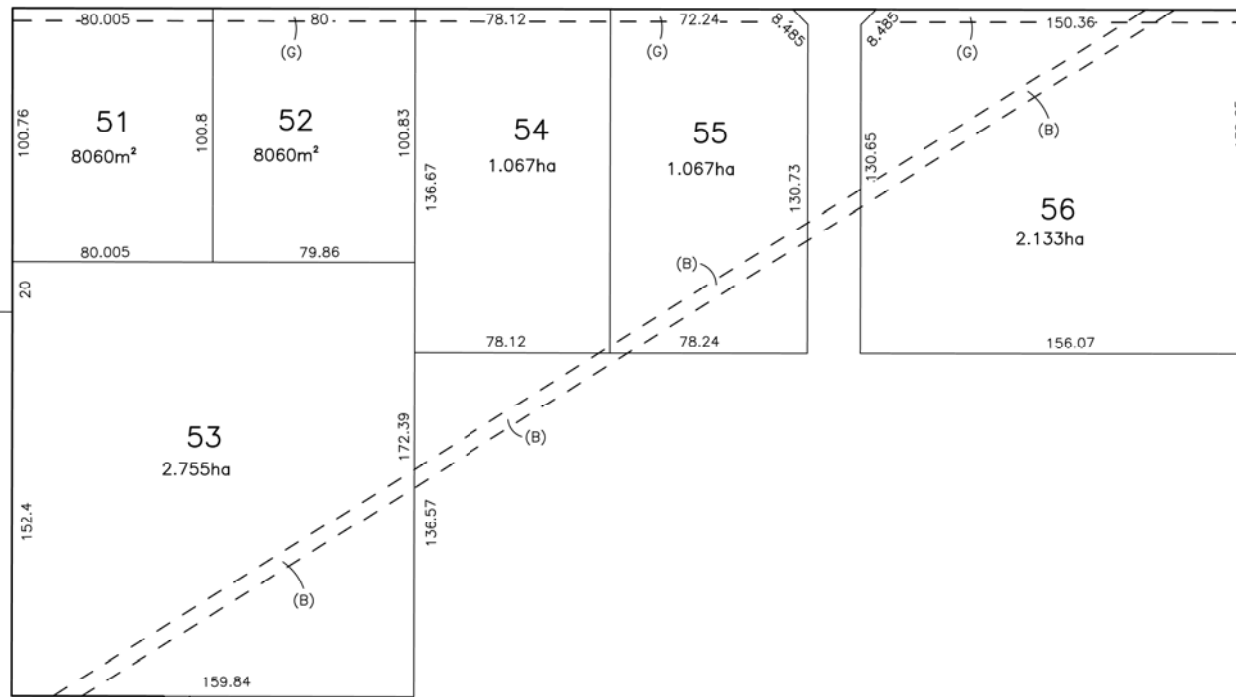 80.005
80
78.12
72.24
8.485
8.485
150.36
(G)
(G)
(G)
100.76
51
8060m²
100.8
52
8060m²
100.83
136.67
54
1.067ha
55
1.067ha
130.73
130.65
(B)
56
2.133ha
80.005
79.86
20
(B)
78.12
78.24
156.07
53
2.755ha
172.39
(B)
152.4
136.57
(B)
159.84